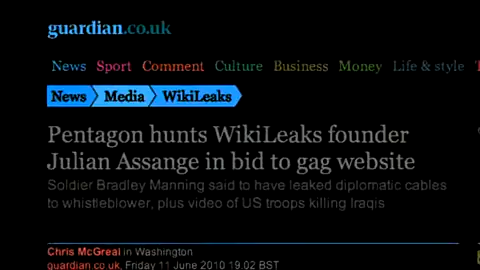 guardian.co.uk
News Sport Comment Culture Business Money Life & style
News Media WikiLeaks
Pentagon hunts WikiLeaks founder
Julian Assange in bid to gag website
Soldier Bradley Manning said to have leaked diplomatic cables
to whistleblower, plus video of US troops killing Iraqis
Chris McGreal in Washington
guardian.co.uk, Friday 11 June 2010 19.02 BST